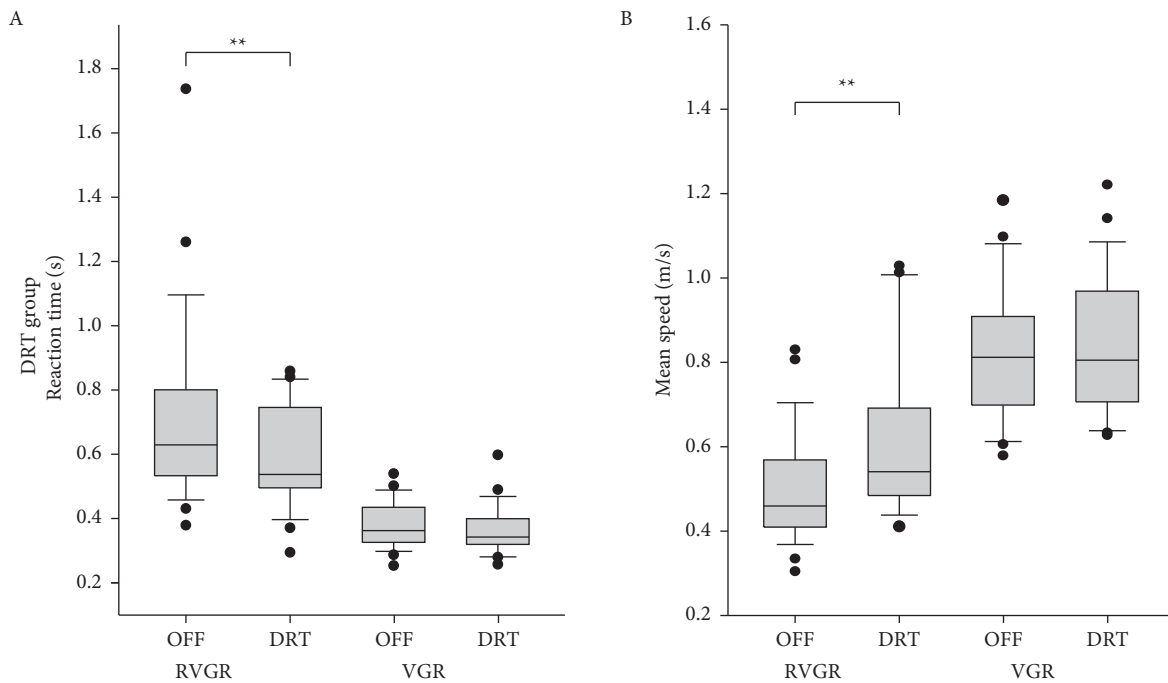 A
**
1.8
1.6
1.4
1.2
1.0
0.8
0.6
0.4
0.2
DRT group
Reaction time (s)
OFF DRT OFF DRT
RVGR VGR
B
**
1.6
1.4
1.2
1.0
0.8
0.6
0.4
0.2
Mean speed (m/s)
OFF DRT OFF DRT
RVGR VGR